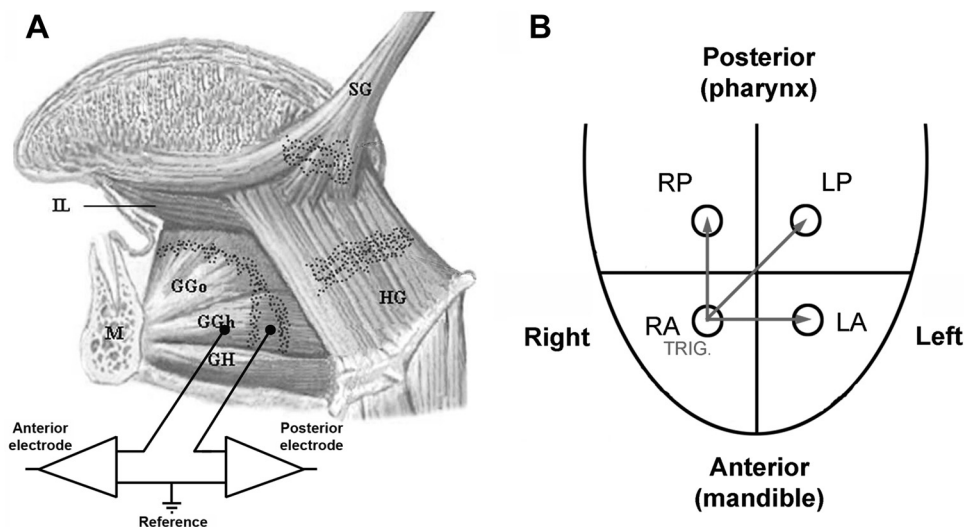 A
SG
IL
GGo
GGh
HG
M
GH
Anterior
electrode
Posterior
electrode
Reference
B
Posterior
(pharynx)
RP
LP
Right
RA
TRIG.
LA
Left
Anterior
(mandible)